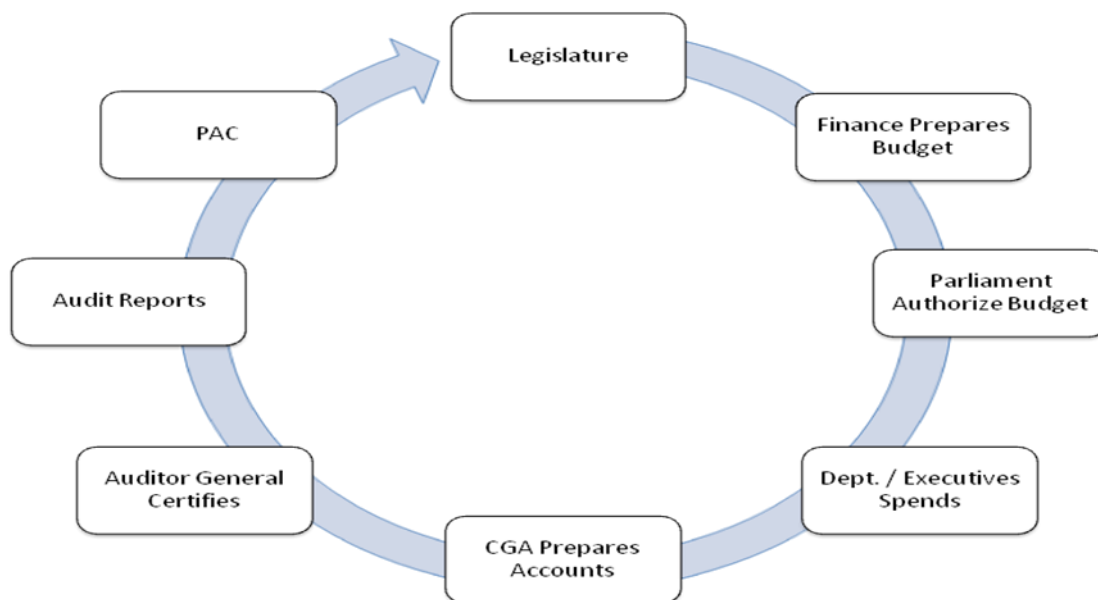 Legislature
Finance Prepares
Budget
Parliament
Authorize Budget
Dept. / Executives
Spends
CGA Prepares
Accounts
Auditor General
Certifies
Audit Reports
PAC